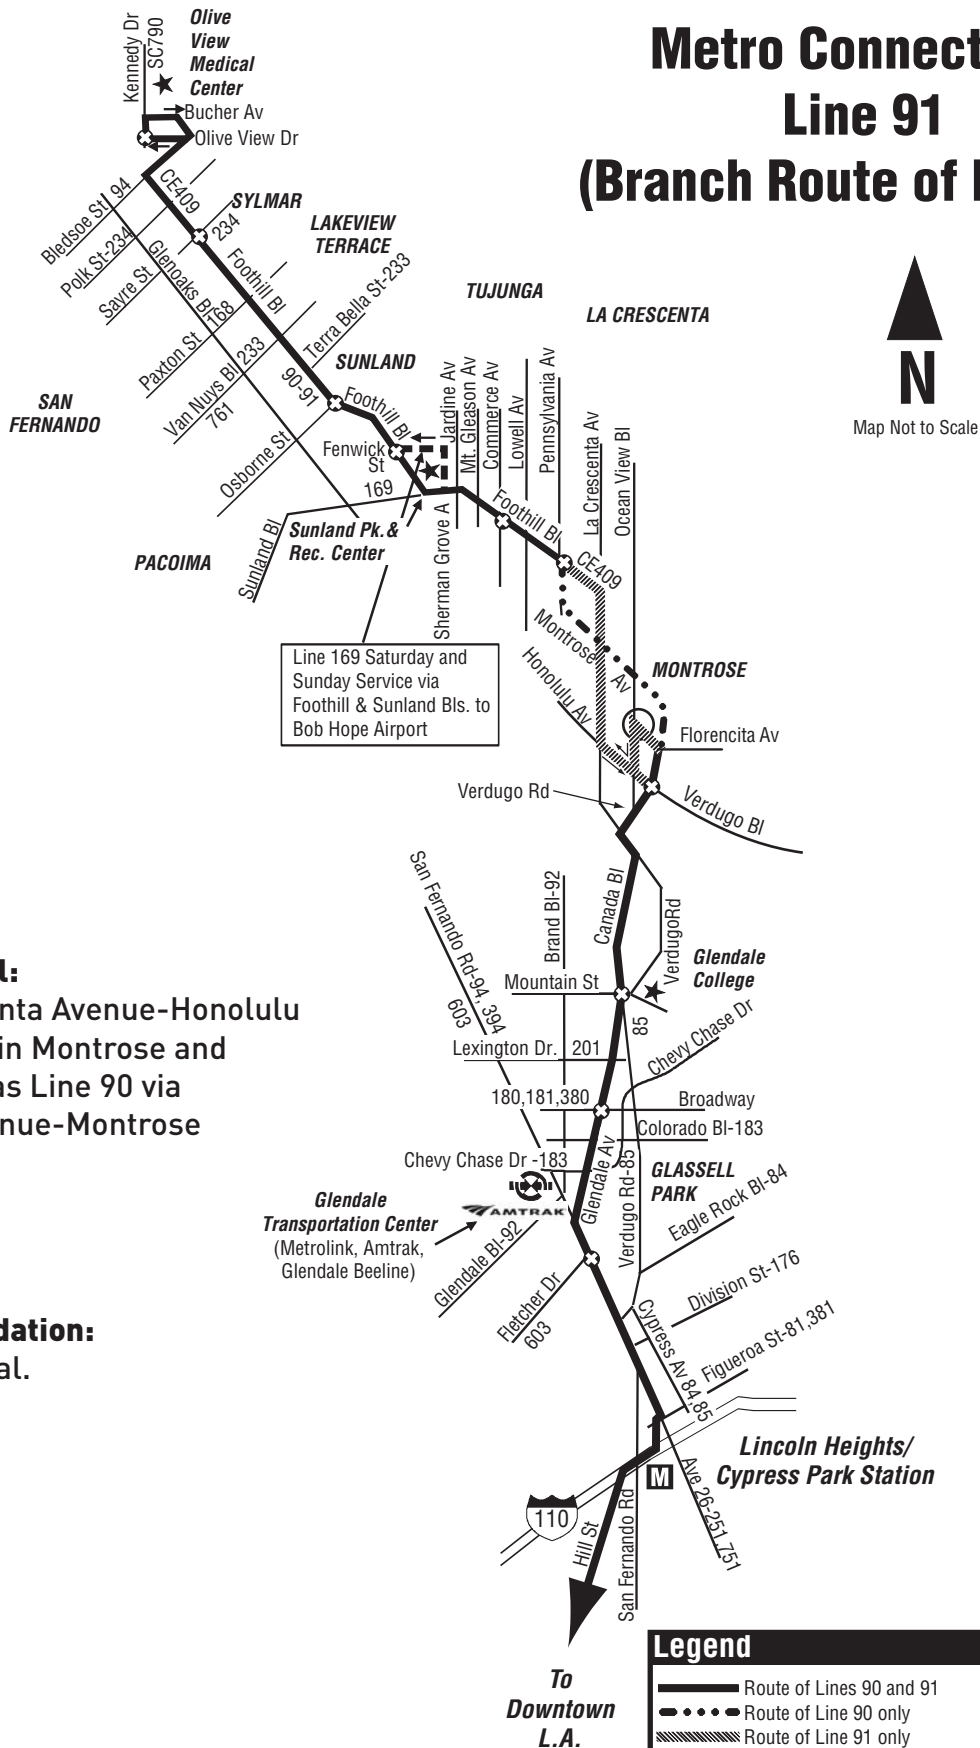 Metro Connect
Line 91
(Branch Route of
Kennedy Dr
SC790
Olive
View
Medical
Center
Bucher Av
Olive View Dr
Bledsoe St 94
CE409
Polk St-234
Sayre St
SYLMAR
234
LAKEVIEW
TERRACE
Glenoaks Bl
Foothill Bl
Terra Bella St-233
Paxton St 168
Van Nuys Bl 233
761
90-91
SUNLAND
TUJUNGA
LA CRESCENTA
N
Map Not to Scale
SAN
FERNANDO
Foothill Bl
Osborne St
Fenwick
St
169
Jardine Av
Mt. Gleason Av
Commerce Av
Lowell Av
Pennsylvania Av
La Crescenta Av
Ocean View Bl
Sunland Pk.&
Rec. Center
Sunland Bl
PACOIMA
Sherman Grove A
Foothill Bl
CE409
Montrose
Av
MONTROSE
Honolulu Av
Line 169 Saturday and
Sunday Service via
Foothill & Sunland Bls. to
Bob Hope Airport
Florencita Av
Verdugo Rd
Verdugo Bl
San Fernando Rd-94, 394
603
Brand Bl-92
Canada Bl
VerdugoRd
Glendale
College
Mountain St
85
Lexington Dr. 201
Chevy Chase Dr
180,181,380
Broadway
Colorado Bl-183
Chevy Chase Dr -183
Glendale Av
Verdugo Rd-85
GLASSELL
PARK
Eagle Rock Bl-84
AMTRAK
Glendale
Transportation Center
(Metrolink, Amtrak,
Glendale Beeline)
Glendale Bl-92
Fletcher Dr
603
Division St-176
Cypress Av 84,85
Figueroa St-81,381
Lincoln Heights/
Cypress Park Station
M
Ave 26-251,751
110
Hill St
San Fernando Rd
To
Downtown
L.A.
l:
nta Avenue-Honolulu
in Montrose and
as Line 90 via
nue-Montrose
dation:
al.
Legend
Route of Lines 90 and 91
Route of Line 90 only
Route of Line 91 only